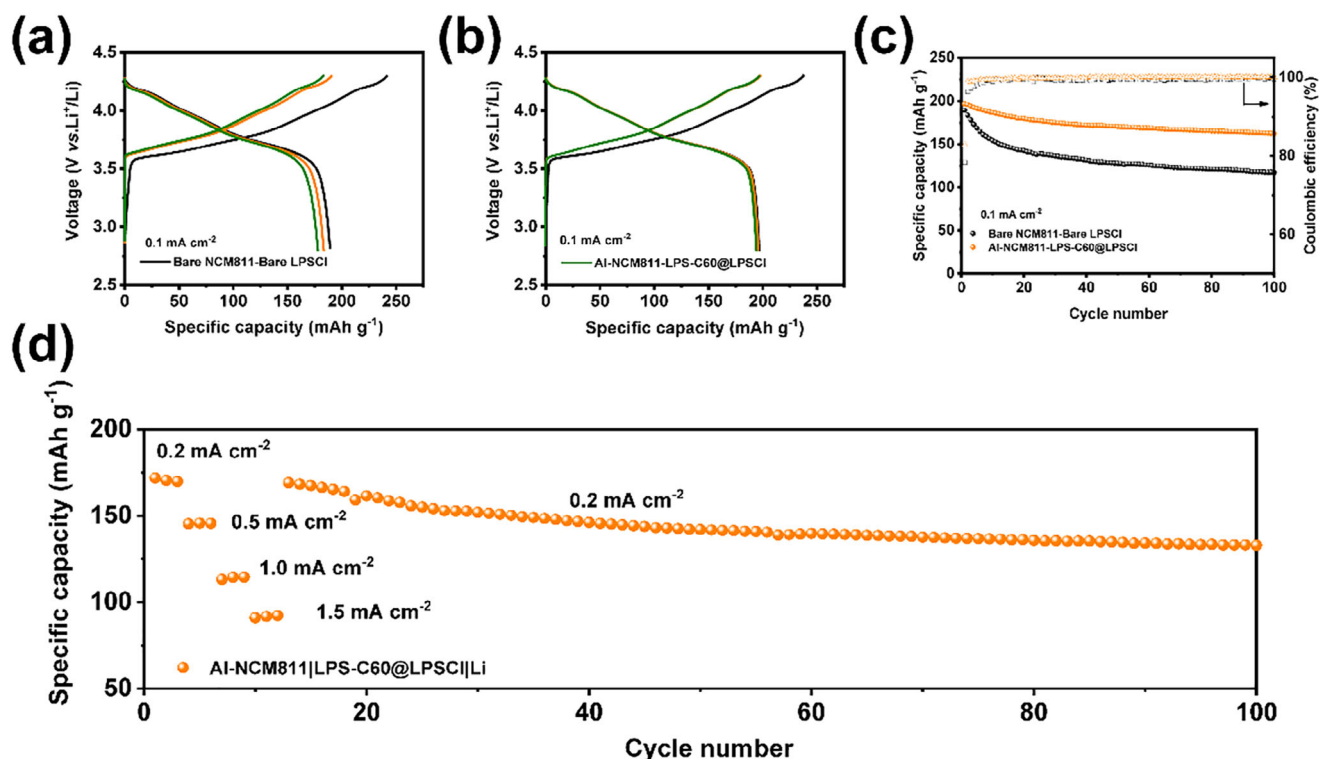 (a)
4.5
4.0
3.5
3.0
2.5
Voltage (V vs.Li⁺/Li)
0.1 mA cm⁻²
Bare NCM811-Bare LPSCl
0 50 100 150 200 250
Specific capacity (mAh g⁻¹)
(b)
4.5
4.0
3.5
3.0
2.5
Voltage (V vs.Li⁺/Li)
0.1 mA cm⁻²
Al-NCM811-LPS-C60@LPSCl
0 50 100 150 200 250
Specific capacity (mAh g⁻¹)
(c)
250
200
150
100
50
0
Specific capacity (mAh g⁻¹)
100
80
60
Coulombic efficiency (%)
0.1 mA cm⁻²
Bare NCM811-Bare LPSCl
Al-NCM811-LPS-C60@LPSCl
0 20 40 60 80 100
Cycle number
(d)
200
150
100
50
Specific capacity (mAh g⁻¹)
0.2 mA cm⁻²
0.5 mA cm⁻²
1.0 mA cm⁻²
1.5 mA cm⁻²
0.2 mA cm⁻²
Al-NCM811|LPS-C60@LPSCl|Li
0 20 40 60 80 100
Cycle number